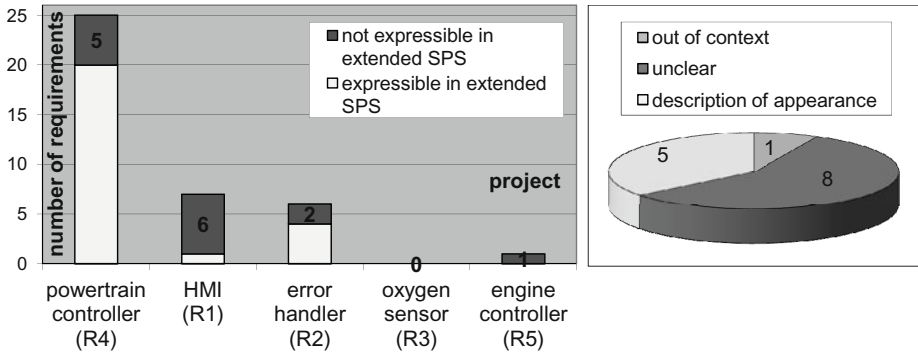 25
20
15
10
5
0
number of requirements
5
6
2
0
1
not expressible in
extended SPS
expressible in extended
SPS
project
powertrain
controller
(R4)
HMI
(R1)
error
handler
(R2)
oxygen
sensor
(R3)
engine
controller
(R5)
out of context
unclear
description of appearance
5
1
8